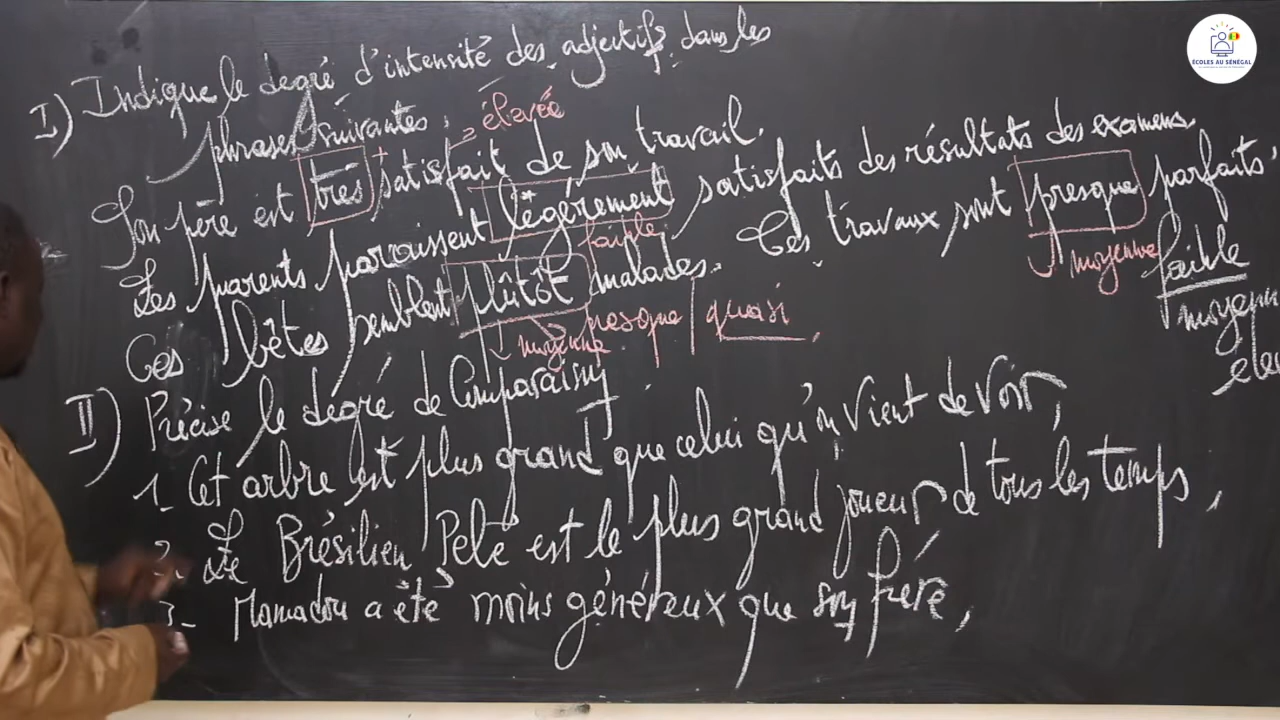 I) Indique le degré d'intensité des adjectifs dans les
phrases suivantes :
= élevée
Son père est très satisfait de son travail.
Les parents paraissent légèrement satisfaits des résultats des examens.
faible
Ces bêtes semblent plûtôt malades. Ces travaux sont presque parfaits.
moyenne
faible
moyenne presque | quasi
moyenn
élev
II) Précise le degré de Comparaison
1_ Cet arbre est plus grand que celui qu'on vient de voir,
2_ Le Brésilien Pelé est le plus grand joueur de tous les temps,
3_ Mamadou a été moins généreux que son frère,
ÉCOLES AU SÉNÉGAL